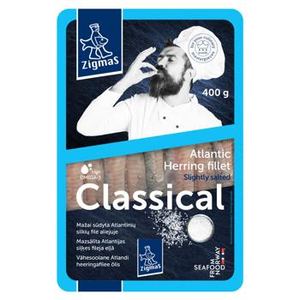 Zigmas
400 g
Atlantic
Herring fillet
Slightly salted
OMEGA-3
Classical
Mažai sūdyta Atlantinių
silkių filė aliejuje
Mazsālīta Atlantijas
siļķes fileja eļļā
Vähesoolane Atlandi
heeringafilee õlis
Zigmas
SEAFOOD
FROM
NORWAY